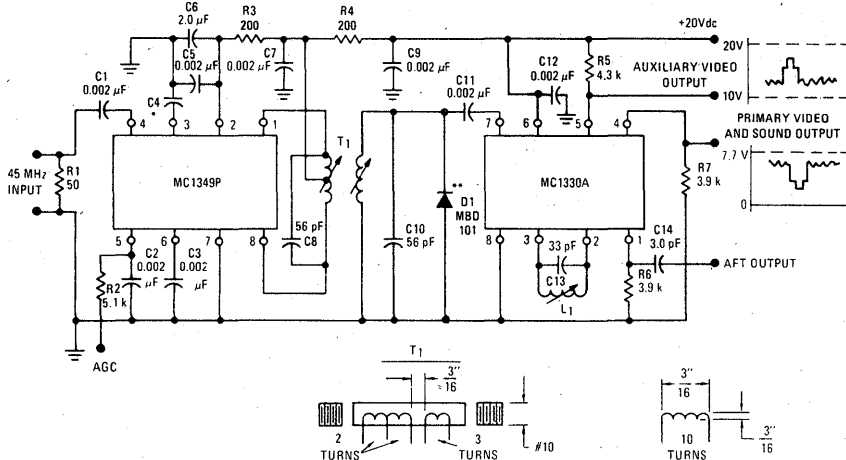 C6
2.0 µF
R3
200
R4
200
+20Vdc
20V
C5
0.002 µF
C7
0.002 µF
C9
0.002 µF
C12
0.002
µF
R5
4.3 k
AUXILIARY VIDEO
OUTPUT
10V
C1
0.002 µF
C4
C11
0.002 µF
PRIMARY VIDEO
AND SOUND OUTPUT
7.7 V
0
4
3
2
1
T1
7
6
5
4
45 MHz
INPUT
R1
50
MC1349P
56 pF
C8
C10
56 pF
**
D1
MBD
101
MC1330A
R7
3.9 k
5
6
7
8
8
3
2
1
C14
3.0 pF
C2
0.002
µF
C3
0.002
µF
R2
5.1 k
33 pF
C13
L1
R6
3.9 k
AFT OUTPUT
AGC
T1
3"
16
3"
16
2
TURNS
3
TURNS
#10
10
TURNS
3"
16